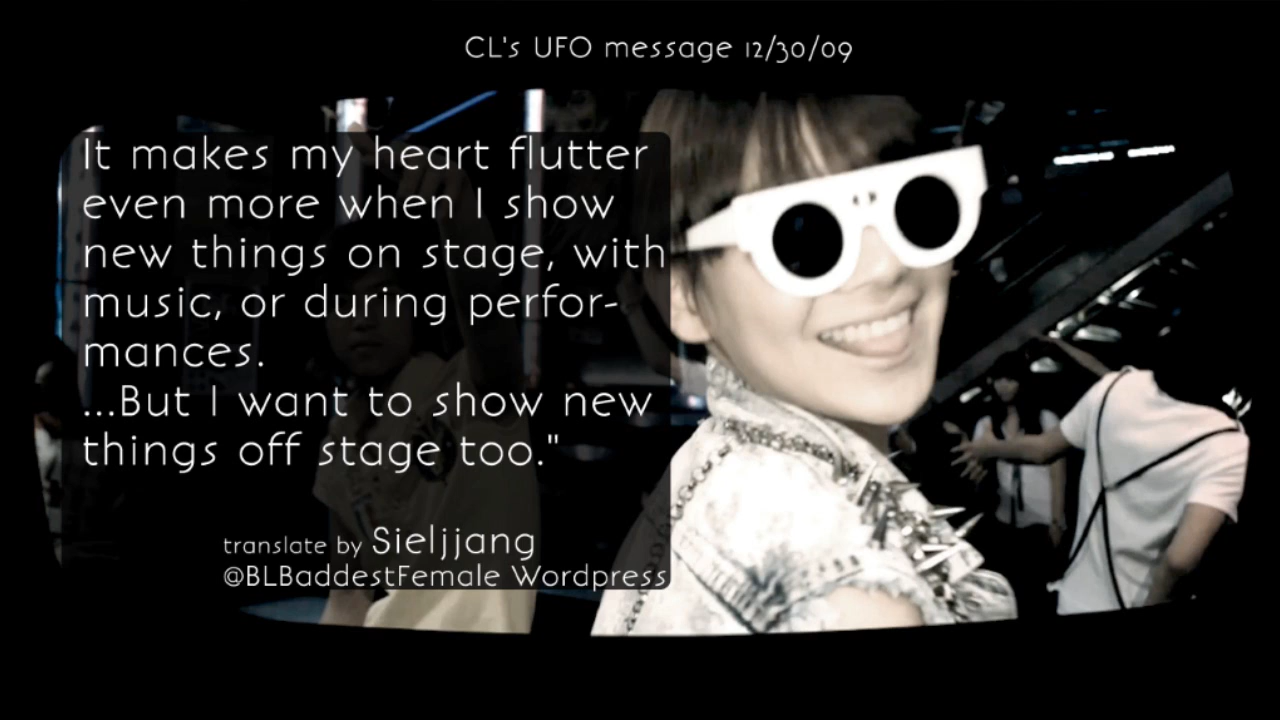 CL's UFO message 12/30/09
It makes my heart flutter
even more when I show
new things on stage, with
music, or during perfor-
mances.
...But I want to show new
things off stage too."
translate by Sieljjang
@BLBaddestFemale Wordpress